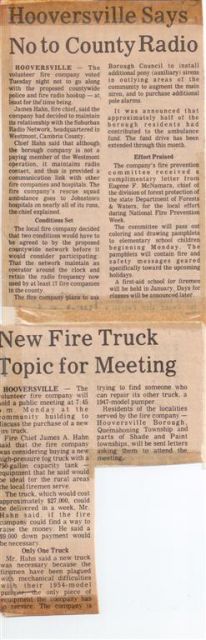 Hooversville Says
No to County Radio
HOOVERSVILLE — The
volunteer fire company voted
Tuesday night not to go along
with the proposed countywide
police and fire radio hookup — at
least for the time being.
James Hahn, fire chief, said the
company had decided to maintain
its relationship with the Suburban
Radio Network, headquartered in
Westmont, Cambria County.
Chief Hahn said that although
the borough company is not a
paying member of the Westmont
operation, it maintains radio
contact, and thus is provided a
communication link with other
fire companies and hospitals. The
fire company's rescue squad
ambulance goes to Johnstown
hospitals on nearly all of its runs,
the chief explained.
Conditions Set
The local fire company decided
that two conditions would have to
be agreed to by the proposed
countywide network before it
would consider participating:
That the network maintain an
operator around the clock and
retain the radio frequency now
used by at least 17 fire companies
in the county.
The fire company plans to ask
Borough Council to install
additional pole (auxiliary) sirens
in outlying areas of the
community to augment the main
siren, and to purchase additional
pole alarms.
It was announced that
approximately half of the
borough residents had
contributed to the ambulance
fund. The fund drive has been
extended through this month.
Effort Praised
The company's fire prevention
committee received a
complimentary letter from
Eugene F. McNamara, chief of
the division of forest protection of
the state Department of Forests
& Waters, for the local effort
during National Fire Prevention
Week.
The committee will pass out
coloring and drawing pamphlets
to elementary school children
beginning Monday. The
pamphlets will contain fire and
safety messages geared
specifically toward the upcoming
holidays.
A first-aid school for firemen
will be held in January. Days for
classes will be announced later.
New Fire Truck
Topic for Meeting
HOOVERSVILLE — The
volunteer fire company will
hold a public meeting at 7:45
p.m. Monday at the
community building to
discuss the purchase of a new
fire truck.
Fire Chief James A. Hahn
said that the fire company
was considering buying a new
high-pressure fog truck with a
750-gallon capacity tank —
equipment that he said would
be ideal for the rural areas
the local firemen serve.
The truck, which would cost
approximately $27,000, could
be delivered in a week, Mr.
Hahn said, if the fire
company could find a way to
raise the money. He said a
$9,000 down payment would
be necessary.
Only One Truck
Mr. Hahn said a new truck
was necessary because the
firemen have been plagued
with mechanical difficulties
with their 1954-model
pumper, the only piece of
equipment the company has
in service. The company is
trying to find someone who
can repair its other truck, a
1947-model pumper.
Residents of the localities
served by the fire company —
Hooversville Borough,
Quemahoning Township and
parts of Shade and Paint
townships, will be sent letters
asking them to attend the
meeting.